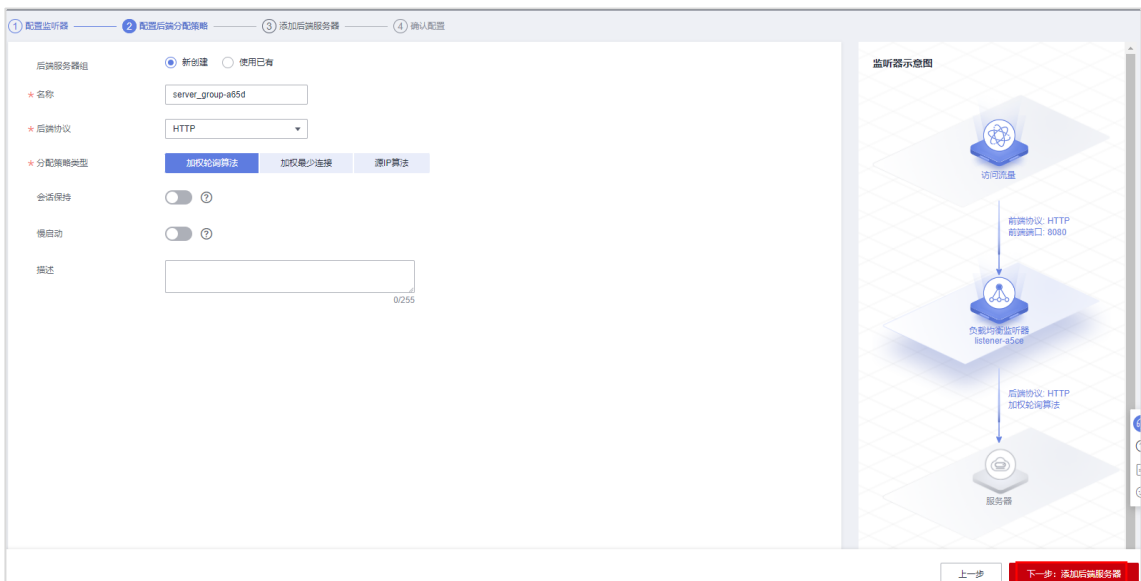 1 配置监听器
2 配置后端分配策略
3 添加后端服务器
4 确认配置
后端服务器组
新创建
使用已有
* 名称
server_group-a65d
* 后端协议
HTTP
* 分配策略类型
加权轮询算法
加权最少连接
源IP算法
会话保持
?
慢启动
?
描述
0/255
监听器示意图
访问流量
前端协议: HTTP
前端端口: 8080
负载均衡监听器
listener-a5ce
后端协议: HTTP
加权轮询算法
服务器
上一步
下一步：添加后端服务器